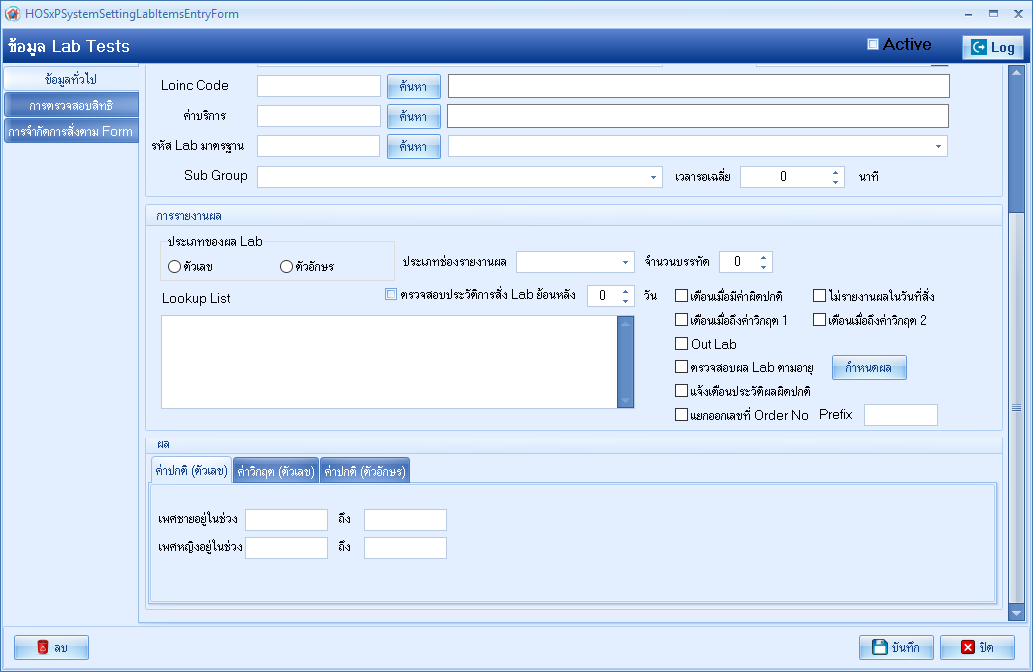 HOSxPSystemSettingLabItemsEntryForm
ข้อมูล Lab Tests
Active
Log
ข้อมูลทั่วไป
การตรวจสอบสิทธิ
การจำกัดการสั่งตาม Form
Loinc Code
ค้นหา
ค่าบริการ
ค้นหา
รหัส Lab มาตรฐาน
ค้นหา
Sub Group
เวลารอเฉลี่ย
0
นาที
การรายงานผล
ประเภทของผล Lab
ตัวเลข
ตัวอักษร
ประเภทช่องรายงานผล
จำนวนบรรทัด
0
Lookup List
ตรวจสอบประวัติการสั่ง Lab ย้อนหลัง
0
วัน
เตือนเมื่อมีค่าผิดปกติ
ไม่รายงานผลในวันที่สั่ง
เตือนเมื่อถึงค่าวิกฤต 1
เตือนเมื่อถึงค่าวิกฤต 2
Out Lab
ตรวจสอบผล Lab ตามอายุ
กำหนดผล
แจ้งเตือนประวัติผลผิดปกติ
แยกออกเลขที่ Order No
Prefix
ผล
ค่าปกติ (ตัวเลข)
ค่าวิกฤต (ตัวเลข)
ค่าปกติ (ตัวอักษร)
เพศชายอยู่ในช่วง
ถึง
เพศหญิงอยู่ในช่วง
ถึง
ลบ
บันทึก
ปิด